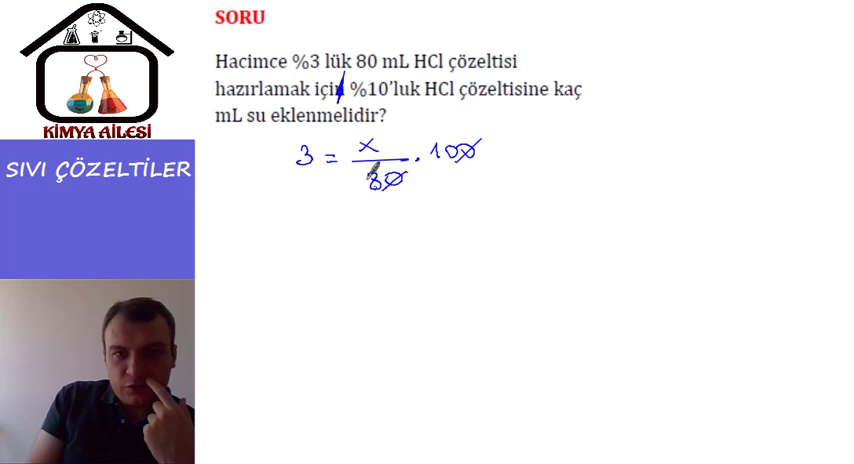 SORU
Hacimce %3 lük 80 mL HCl çözeltisi
hazırlamak için %10’luk HCl çözeltisine kaç
mL su eklenmelidir?
KİMYA AİLESİ
SIVI ÇÖZELTİLER
3 = x / 80 . 100